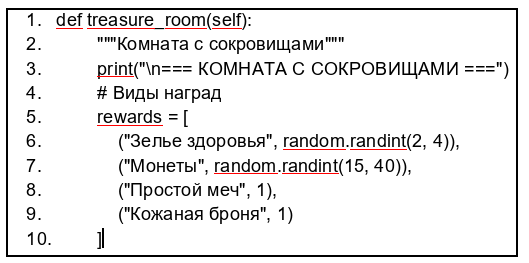 1. def treasure_room(self):
2. """Комната с сокровищами"""
3. print("\n=== КОМНАТА С СОКРОВИЩАМИ ===")
4. # Виды наград
5. rewards = [
6. ("Зелье здоровья", random.randint(2, 4)),
7. ("Монеты", random.randint(15, 40)),
8. ("Простой меч", 1),
9. ("Кожаная броня", 1)
10. ]